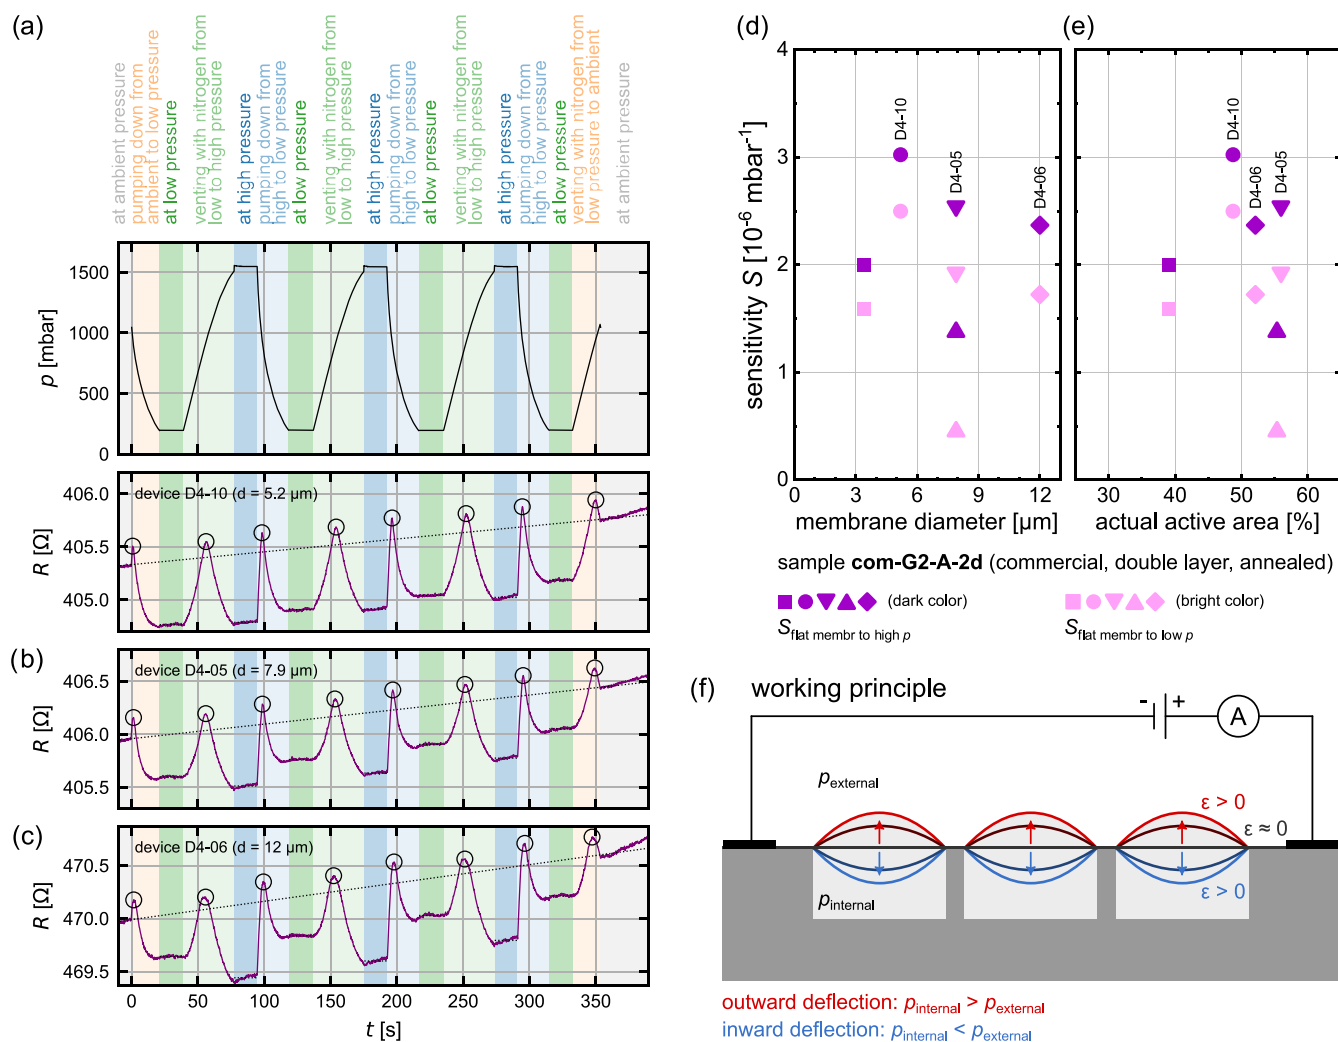 (a)
at ambient pressure
pumping down from
ambient to low pressure
at low pressure
venting with nitrogen from
low to high pressure
at high pressure
pumping down from
high to low pressure
at low pressure
venting with nitrogen from
low to high pressure
at high pressure
pumping down from
high to low pressure
at low pressure
venting with nitrogen from
low to high pressure
at high pressure
pumping down from
high to low pressure
at low pressure
venting with nitrogen from
low pressure to ambient
at ambient pressure
p [mbar]
1500
1000
500
0
device D4-10 (d = 5.2 µm)
R [Ω]
406.0
405.5
405.0
(b)
device D4-05 (d = 7.9 µm)
R [Ω]
406.5
406.0
405.5
(c)
device D4-06 (d = 12 µm)
R [Ω]
470.5
470.0
469.5
0 50 100 150 200 250 300 350
t [s]
(d)
sensitivity S [10⁻⁶ mbar⁻¹]
4
3
2
1
0
D4-10
D4-05
D4-06
0 3 6 9 12
membrane diameter [µm]
(e)
D4-10
D4-06
D4-05
30 40 50 60
actual active area [%]
sample com-G2-A-2d (commercial, double layer, annealed)
(dark color)
S flat membr to high p
(bright color)
S flat membr to low p
(f) working principle
- +
A
p external
ε > 0
ε ≈ 0
p internal
ε > 0
outward deflection: p internal > p external
inward deflection: p internal < p external